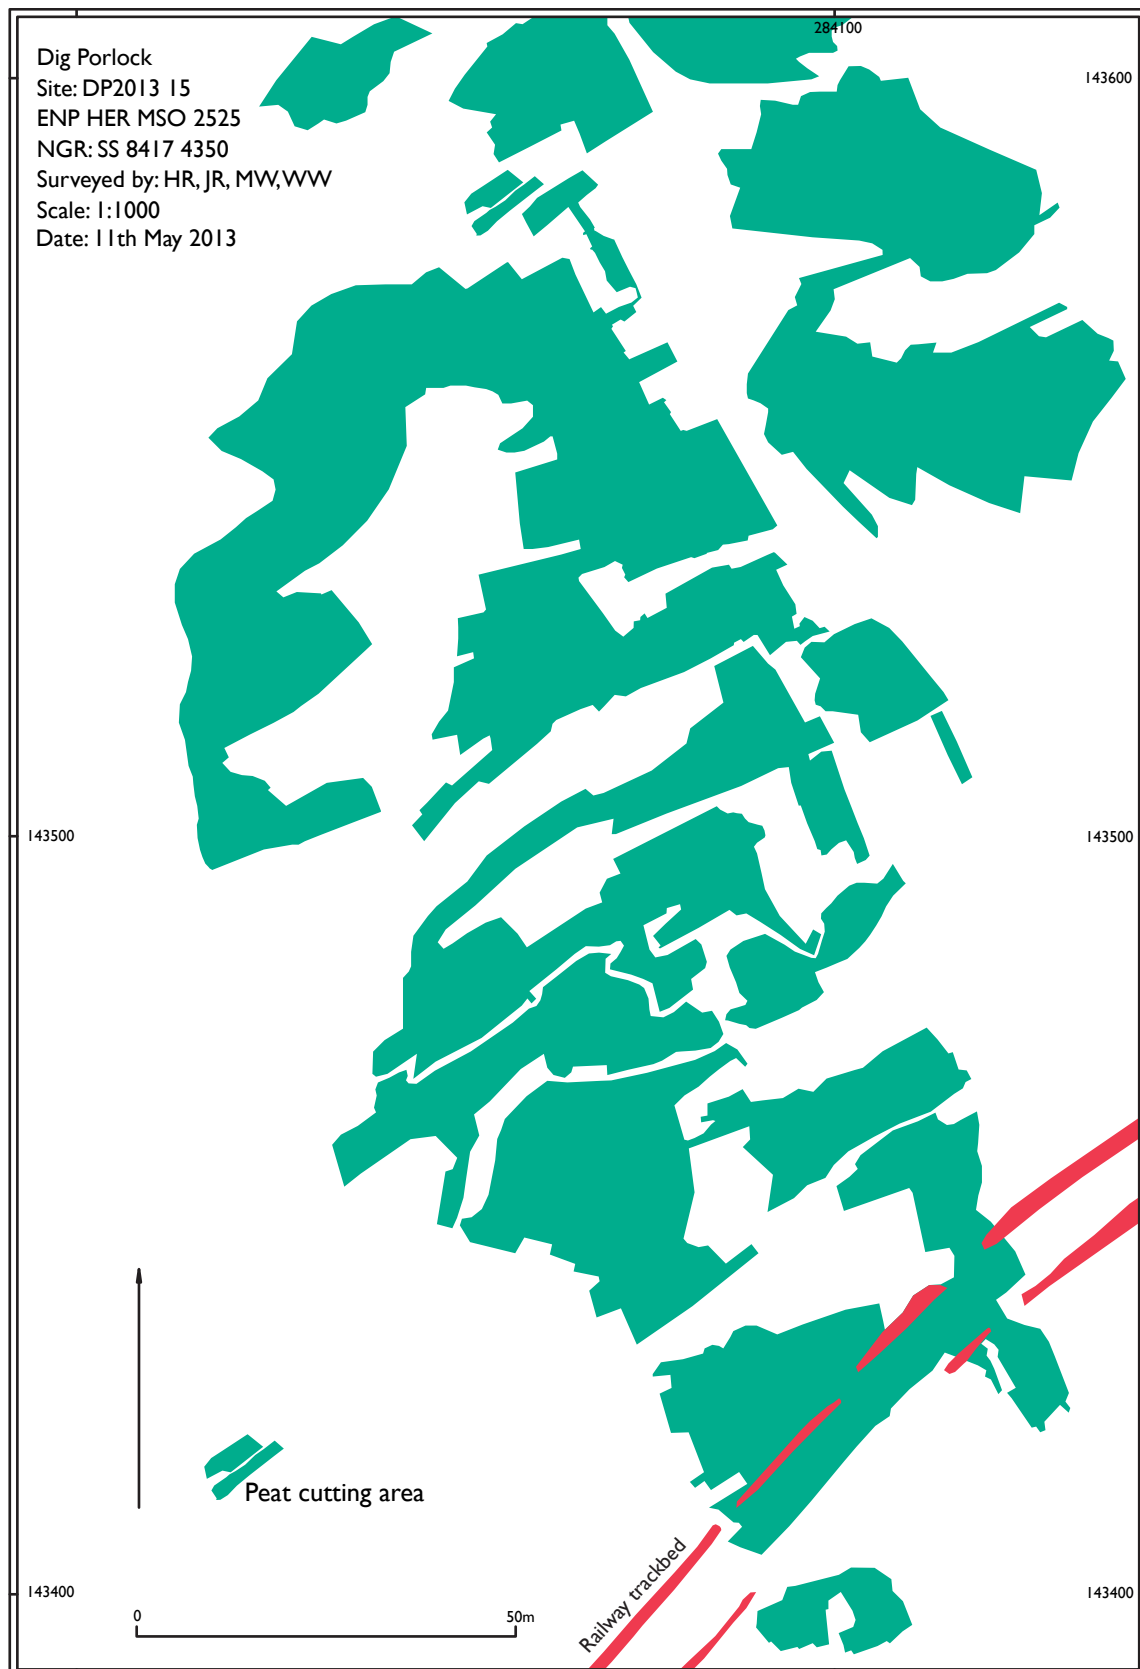 Dig Porlock
Site: DP2013 15
ENP HER MSO 2525
NGR: SS 8417 4350
Surveyed by: HR, JR, MW, WW
Scale: 1:1000
Date: 11th May 2013
284100
143600
143500
143500
Peat cutting area
Railway trackbed
143400
143400
0
50m